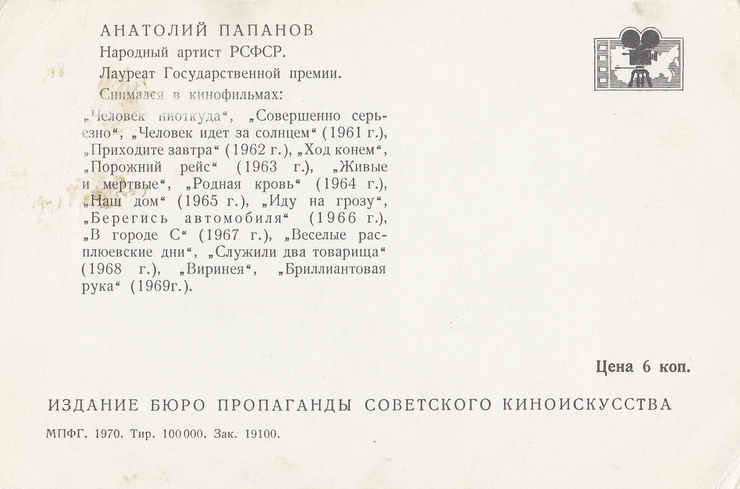 АНАТОЛИЙ ПАПАНОВ
Народный артист РСФСР.
Лауреат Государственной премии.
Снимался в кинофильмах:
„Человек ниоткуда“, „Совершенно серь-
езно“, „Человек идет за солнцем“ (1961 г.),
„Приходите завтра“ (1962 г.), „Ход конем“,
„Порожний рейс“ (1963 г.), „Живые
и мертвые“, „Родная кровь“ (1964 г.),
„Наш дом“ (1965 г.), „Иду на грозу“,
„Берегись автомобиля“ (1966 г.),
„В городе С“ (1967 г.), „Веселые рас-
плюевские дни“, „Служили два товарища“
(1968 г.), „Виринея“, „Бриллиантовая
рука“ (1969г.).
Цена 6 коп.
ИЗДАНИЕ БЮРО ПРОПАГАНДЫ СОВЕТСКОГО КИНОИСКУССТВА
МПФГ. 1970. Тир. 100000. Зак. 19100.